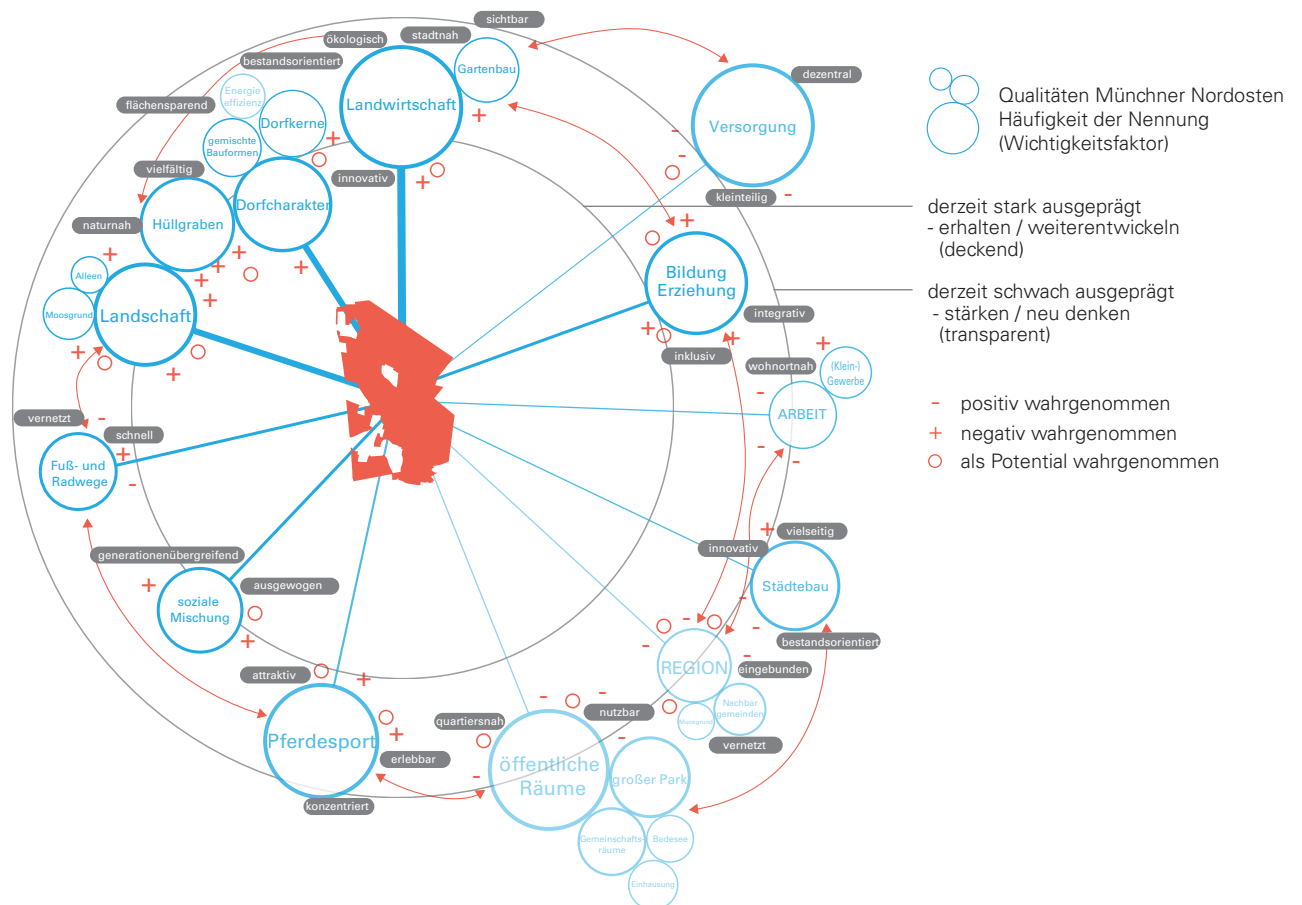 sichtbar
stadtnah
ökologisch
bestandsorientiert
Gartenbau
Energie
effizienz
flächensparend
Landwirtschaft
Dorfkerne
gemischte
Bauformen
dezentral
Versorgung
vielfältig
innovativ
kleinteilig
Dorfcharakter
naturnah
Hüllgraben
Alleen
Moosgrund
Landschaft
Bildung
Erziehung
integrativ
inklusiv
wohnortnah
(Klein-)
Gewerbe
ARBEIT
vernetzt
schnell
Fuß- und
Radwege
generationenübergreifend
ausgewogen
soziale
Mischung
vielseitig
innovativ
Städtebau
bestandsorientiert
REGION
eingebunden
Nachbar
gemeinden
Moosgrund
vernetzt
attraktiv
Pferdesport
erlebbar
konzentriert
quartiersnah
nutzbar
öffentliche
Räume
großer Park
Gemeinschafts-
räume
Badesee
Einhausung
Qualitäten Münchner Nordosten
Häufigkeit der Nennung
(Wichtigkeitsfaktor)
derzeit stark ausgeprägt
- erhalten / weiterentwickeln
(deckend)
derzeit schwach ausgeprägt
- stärken / neu denken
(transparent)
- positiv wahrgenommen
+ negativ wahrgenommen
○ als Potential wahrgenommen